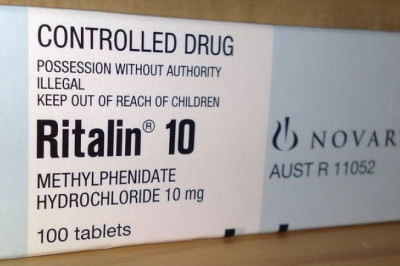 CONTROLLED DRUG
POSSESSION WITHOUT AUTHORITY
ILLEGAL
KEEP OUT OF REACH OF CHILDREN
Ritalin® 10
METHYLPHENIDATE
HYDROCHLORIDE 10 mg
100 tablets
NOVAR
AUST R 11052